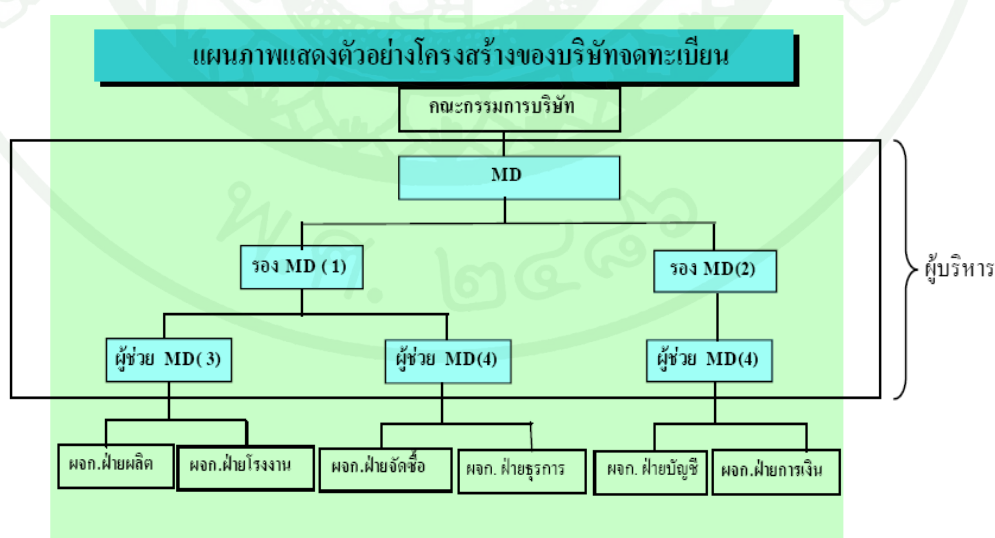 แผนภาพแสดงตัวอย่างโครงสร้างของบริษัทจดทะเบียน
คณะกรรมการบริษัท
MD
รอง MD ( 1)
รอง MD(2)
ผู้บริหาร
ผู้ช่วย MD( 3)
ผู้ช่วย MD(4)
ผู้ช่วย MD(4)
ผจก.ฝ่ายผลิต
ผจก.ฝ่ายโรงงาน
ผจก.ฝ่ายจัดซื้อ
ผจก. ฝ่ายธุรการ
ผจก. ฝ่ายบัญชี
ผจก.ฝ่ายการเงิน
พ.ศ. ๒๔๘๖